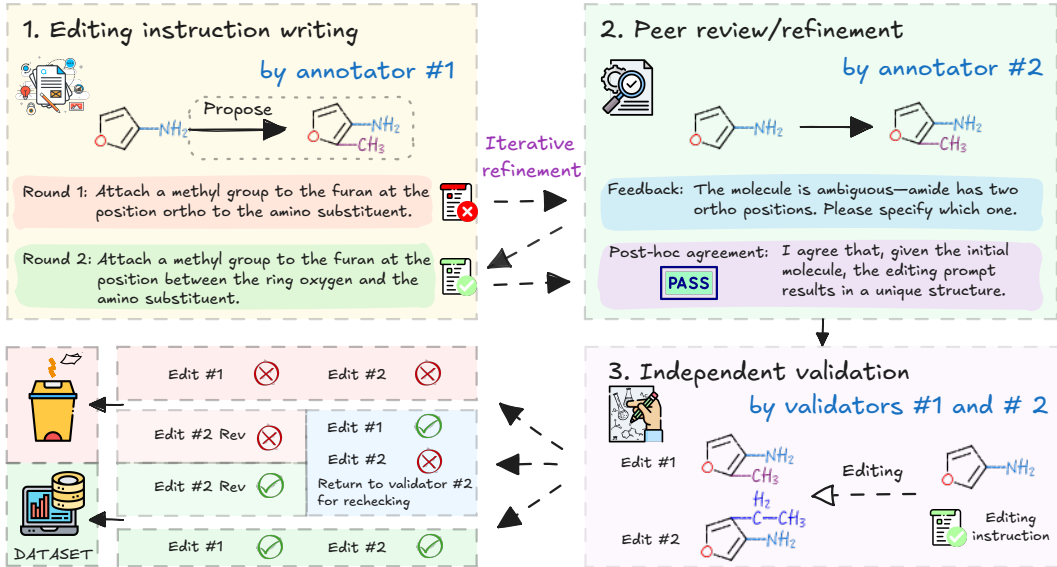 1. Editing instruction writing
by annotator #1
Propose
O
NH₂
O
NH₂
CH₃
Round 1: Attach a methyl group to the furan at the
position ortho to the amino substituent.
Round 2: Attach a methyl group to the furan at the
position between the ring oxygen and the
amino substituent.
Iterative
refinement
2. Peer review/refinement
by annotator #2
O
NH₂
O
NH₂
CH₃
Feedback: The molecule is ambiguous—amide has two
ortho positions. Please specify which one.
Post-hoc agreement: I agree that, given the initial
molecule, the editing prompt
results in a unique structure.
PASS
3. Independent validation
by validators #1 and # 2
Edit #1
O
NH₂
CH₃
Editing
O
NH₂
Edit #2
H₂
C—CH₃
O
NH₂
Editing
instruction
Edit #1
Edit #2
Edit #2 Rev
Edit #1
Edit #2
Return to validator #2
for rechecking
Edit #2 Rev
Edit #1
Edit #2
DATASET